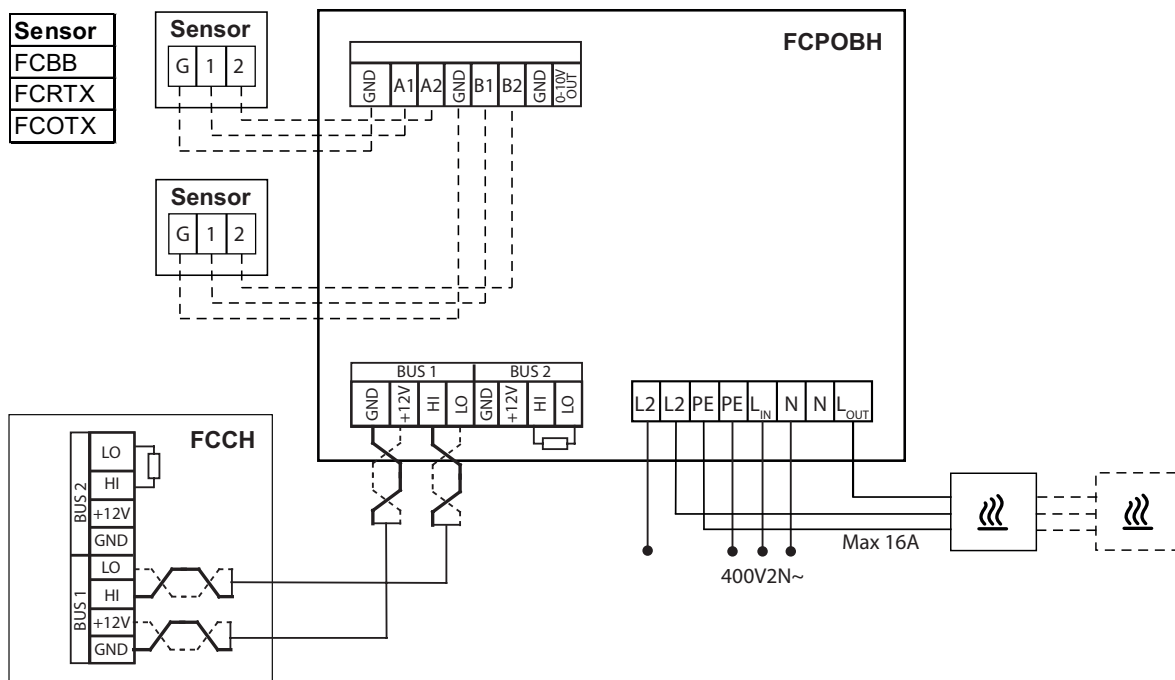 Sensor
FCBB
FCRTX
FCOTX
Sensor
G 1 2
FCPOBH
GND A1 A2 GND B1 B2 GND 0-10V OUT
Sensor
G 1 2
BUS 1 BUS 2
GND +12V HI LO GND +12V HI LO
L2 L2 PE PE LIN N N LOUT
FCCH
BUS 2
LO
HI
+12V
GND
BUS 1
LO
HI
+12V
GND
Max 16A
400V2N~